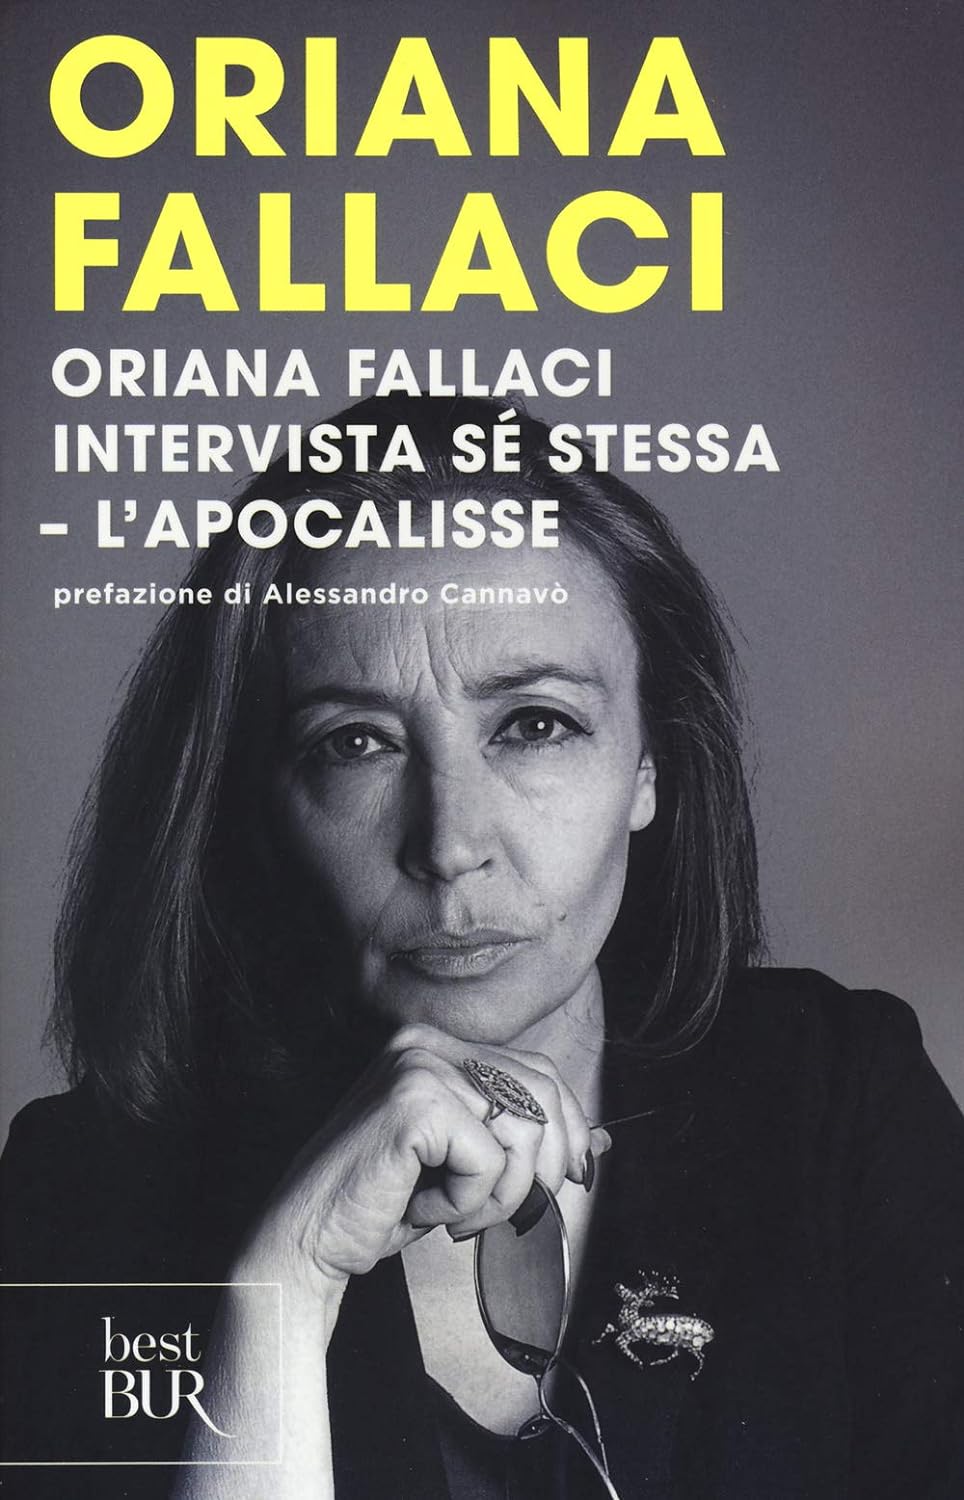 ORIANA
FALLACI
ORIANA FALLACI
INTERVISTA SÉ STESSA
– L'APOCALISSE
prefazione di Alessandro Cannavò
best
BUR